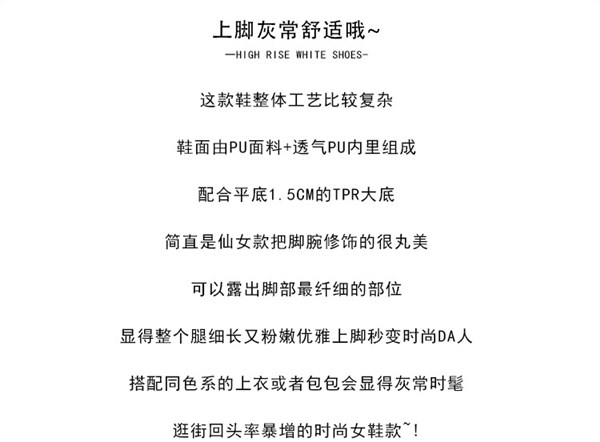 上脚灰常舒适哦~
—HIGH RISE WHITE SHOES-
这款鞋整体工艺比较复杂
鞋面由PU面料+透气PU内里组成
配合平底1.5CM的TPR大底
简直是仙女款把脚腕修饰的很丸美
可以露出脚部最纤细的部位
显得整个腿细长又粉嫩优雅上脚秒变时尚DA人
搭配同色系的上衣或者包包会显得灰常时髦
逛街回头率暴增的时尚女鞋款~!